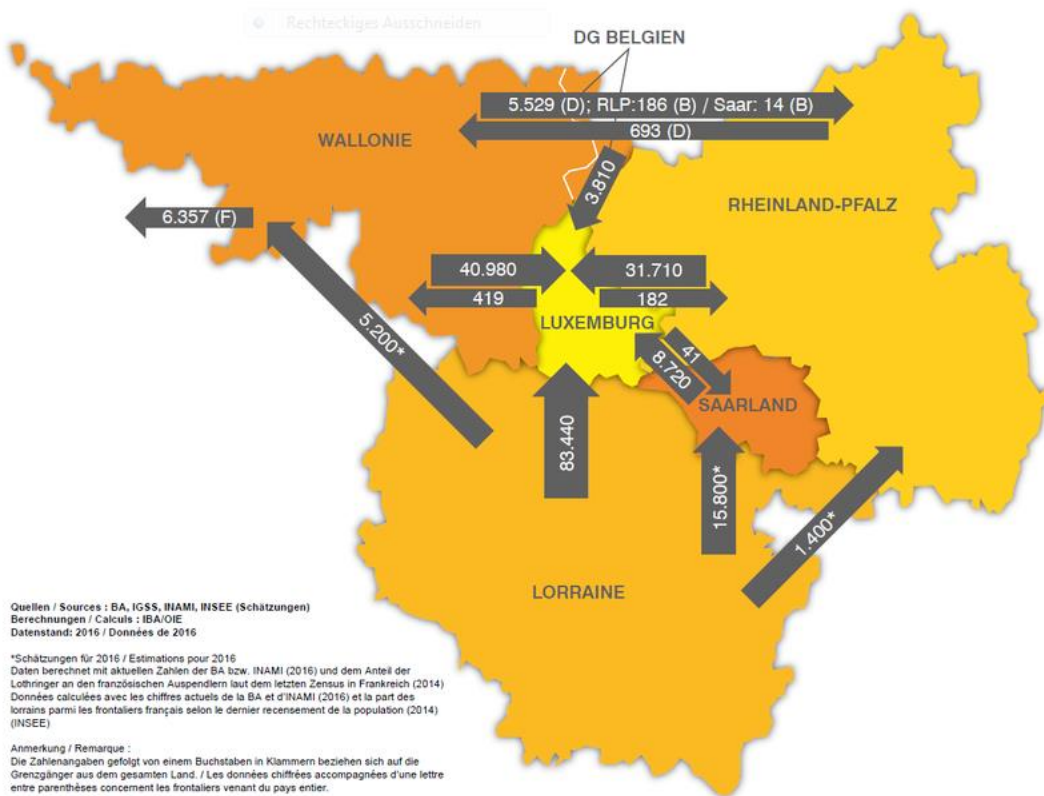 Rechteckiges Ausschneiden
DG BELGIEN
5.529 (D); RLP:186 (B) / Saar: 14 (B)
693 (D)
WALLONIE
3.810
RHEINLAND-PFALZ
6.357 (F)
40.980
31.710
419
182
LUXEMBURG
5.200*
41
8.720
SAARLAND
83.440
15.800*
1.400*
LORRAINE
Quellen / Sources : BA, IGSS, INAMI, INSEE (Schätzungen)
Berechnungen / Calculs : IBA/OIE
Datenstand: 2016 / Données de 2016
*Schätzungen für 2016 / Estimations pour 2016
Daten berechnet mit aktuellen Zahlen der BA bzw. INAMI (2016) und dem Anteil der
Lothringer an den französischen Auspendlern laut dem letzten Zensus in Frankreich (2014)
Données calculées avec les chiffres actuels de la BA et d'INAMI (2016) et la part des
lorrains parmi les frontaliers français selon le dernier recensement de la population (2014)
(INSEE)
Anmerkung / Remarque :
Die Zahlenangaben gefolgt von einem Buchstaben in Klammern beziehen sich auf die
Grenzgänger aus dem gesamten Land. / Les données chiffrées accompagnées d'une lettre
entre parenthèses concernent les frontaliers venant du pays entier.